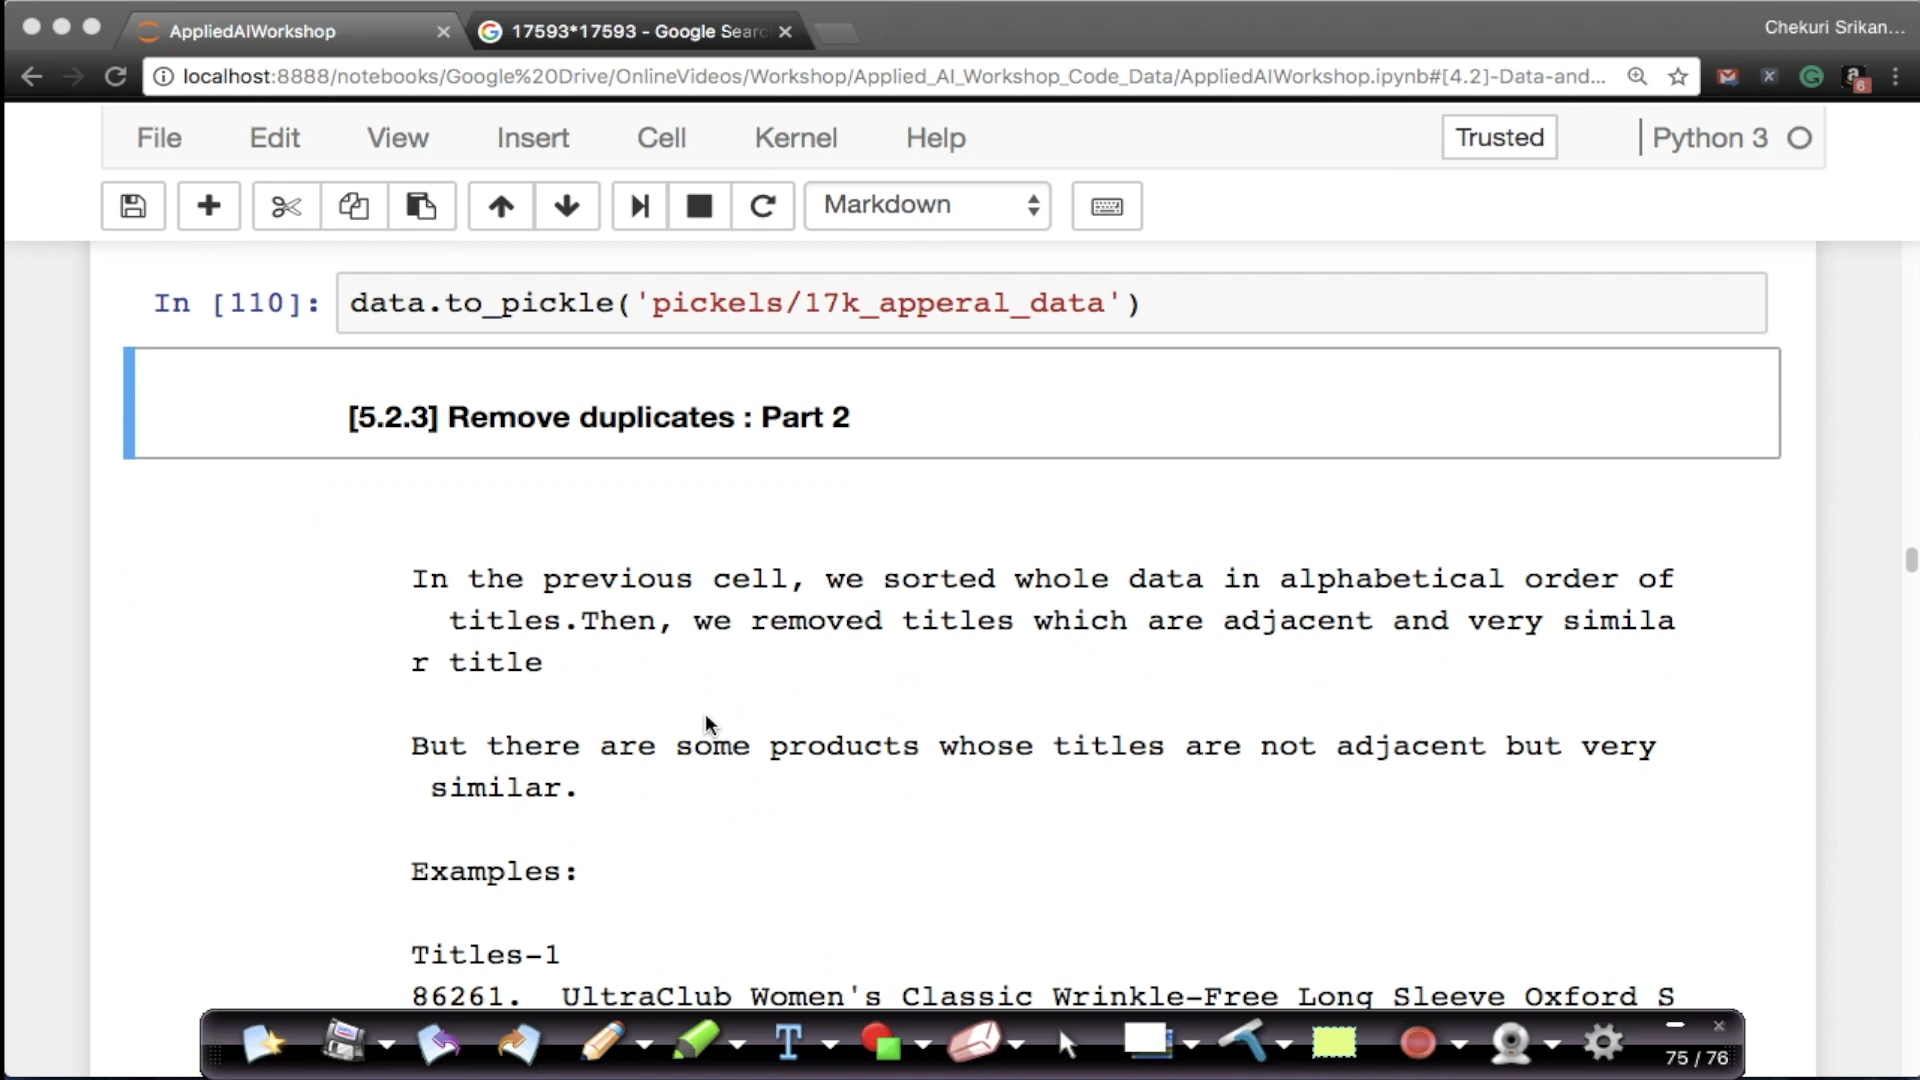 AppliedAIWorkshop
17593*17593 - Google Searc
Chekuri Srikan...
localhost:8888/notebooks/Google%20Drive/OnlineVideos/Workshop/Applied_AI_Workshop_Code_Data/AppliedAIWorkshop.ipynb#[4.2]-Data-and...
6
File Edit View Insert Cell Kernel Help
Trusted
Python 3
Markdown
In [110]: data.to_pickle('pickels/17k_apperal_data')
[5.2.3] Remove duplicates : Part 2
In the previous cell, we sorted whole data in alphabetical order of
titles.Then, we removed titles which are adjacent and very simila
r title
But there are some products whose titles are not adjacent but very
similar.
Examples:
Titles-1
86261. UltraClub Women's Classic Wrinkle-Free Long Sleeve Oxford S
T
75 / 76